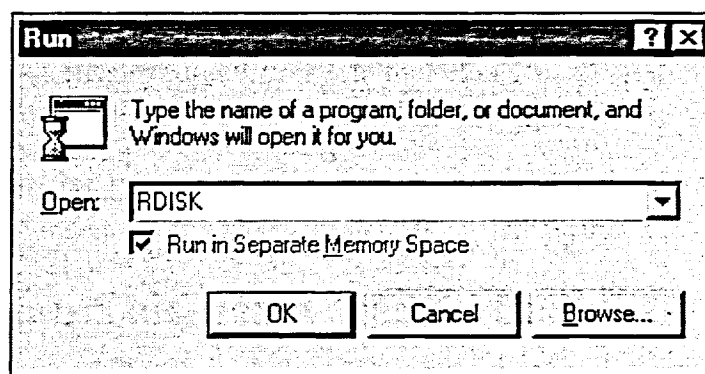 Run
Type the name of a program, folder, or document, and
Windows will open it for you.
Open: RDISK
Run in Separate Memory Space
OK Cancel Browse...